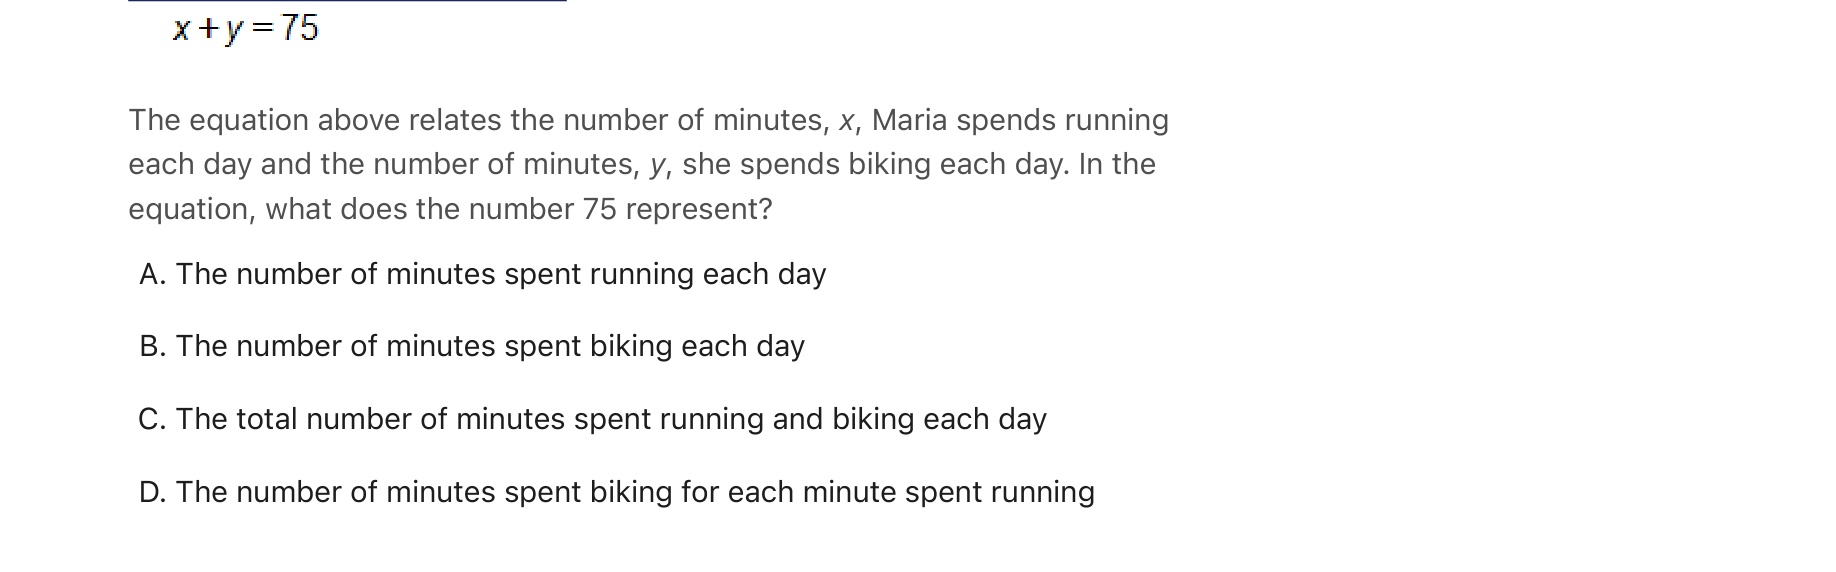 x+y=75
The equation above relates the number of minutes, x, Maria spends running
each day and the number of minutes, y, she spends biking each day. In the
equation, what does the number 75 represent?
A. The number of minutes spent running each day
B. The number of minutes spent biking each day
C. The total number of minutes spent running and biking each day
D. The number of minutes spent biking for each minute spent running